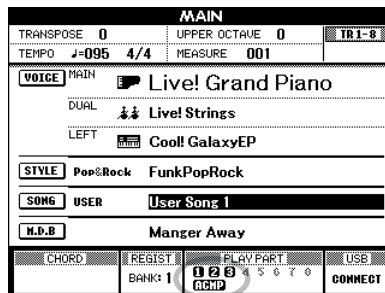 MAIN
TRANSPOSE 0 UPPER OCTAVE 0 TR1-8
TEMPO ♩=095 4/4 MEASURE 001
VOICE MAIN Live! Grand Piano
DUAL Live! Strings
LEFT Cool! GalaxyEP
STYLE Pop&Rock FunkPopRock
SONG USER User Song 1
M.D.B Manger Away
CHORD REGIST PLAY PART USB
BANK: 1 1 2 3 4 5 6 7 8 CONNECT
ACMP